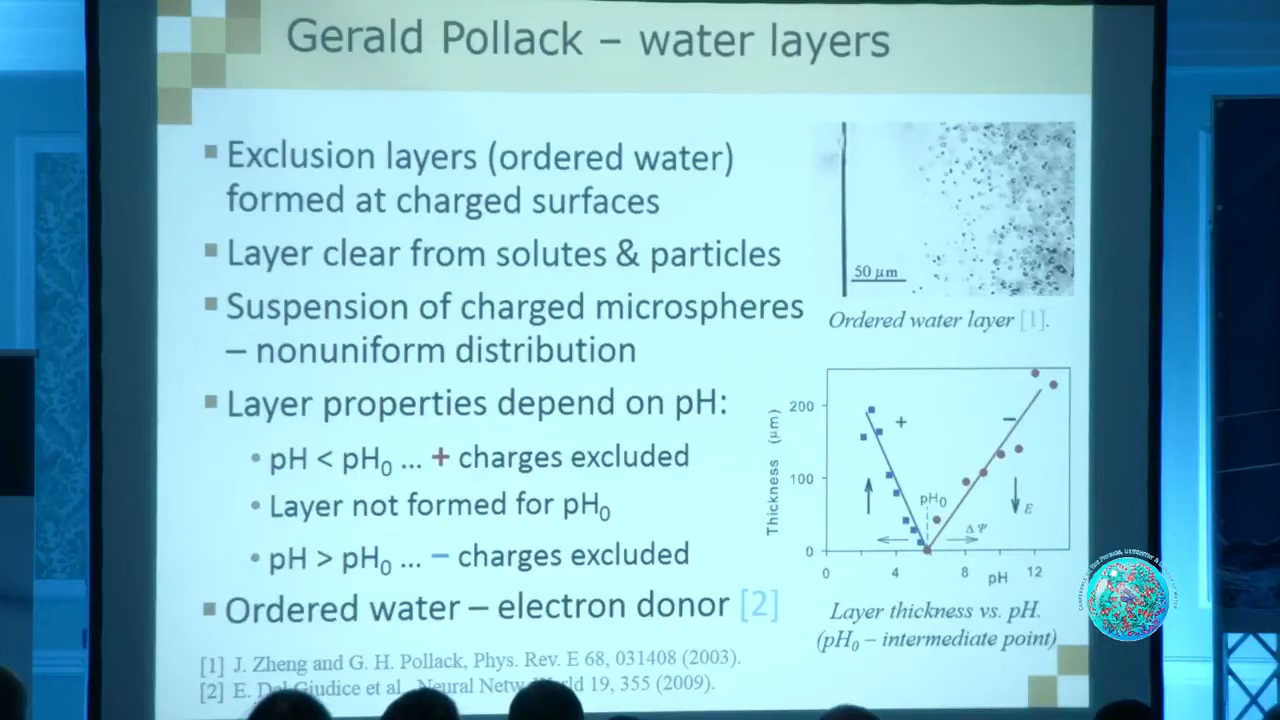 Gerald Pollack – water layers
Exclusion layers (ordered water)
formed at charged surfaces
Layer clear from solutes & particles
Suspension of charged microspheres
– nonuniform distribution
Layer properties depend on pH:
pH < pH₀ ... + charges excluded
Layer not formed for pH₀
pH > pH₀ ... – charges excluded
Ordered water – electron donor [2]
[1] J. Zheng and G. H. Pollack, Phys. Rev. E 68, 031408 (2003).
[2] E. Del Giudice et al., Neural 19, 355 (2009).
50 μm
Ordered water layer [1].
Thickness (μm)
200
100
0
+
–
pH₀
E
ΔΨ
0 4 8 pH 12
Layer thickness vs. pH.
(pH₀ – intermediate point)